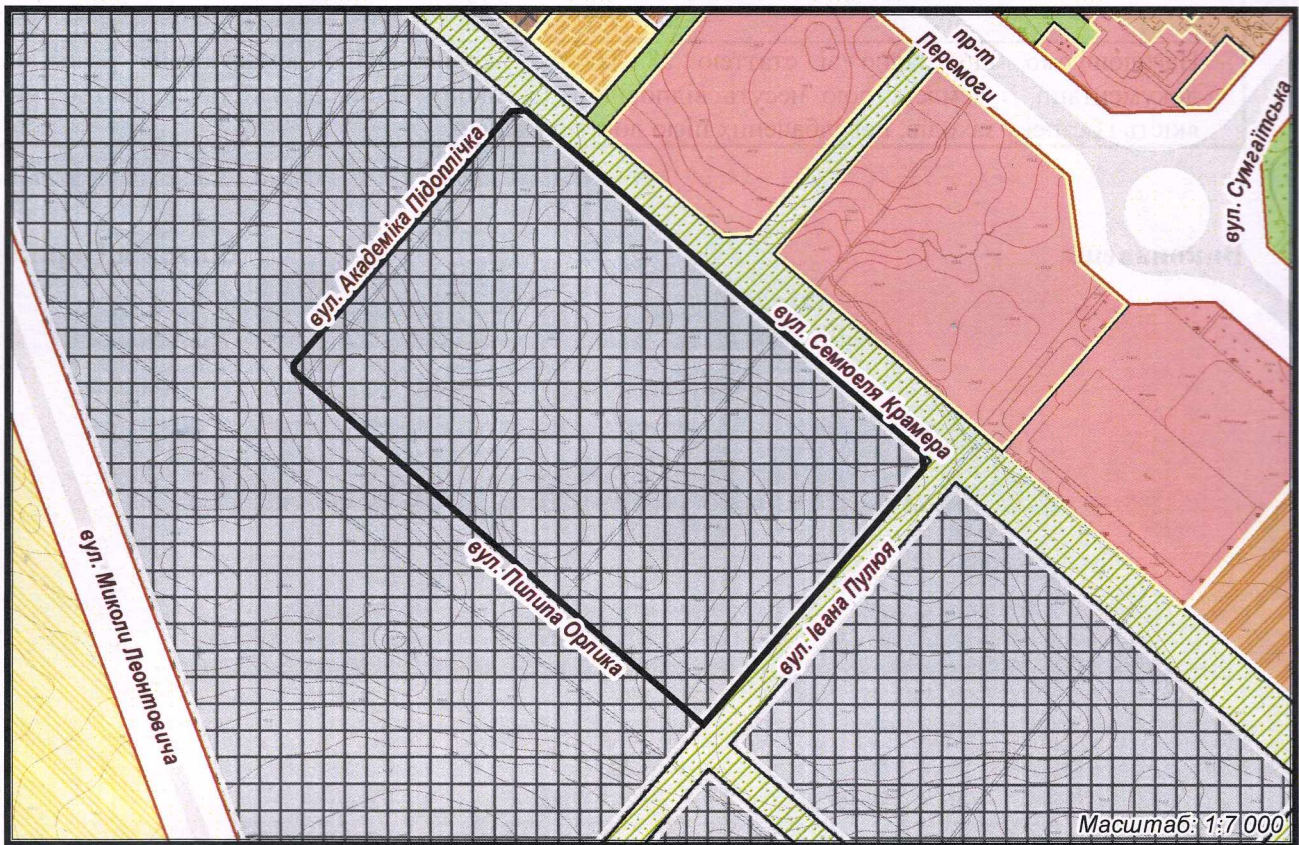 пр-т
Перемоги
вул. Сумгаїтська
вул. Академіка Підоплічка
вул. Семюеля Крамера
вул. Миколи Леонтовича
вул. Пилипа Орлика
вул. Івана Пулюя
Масштаб: 1:7 000